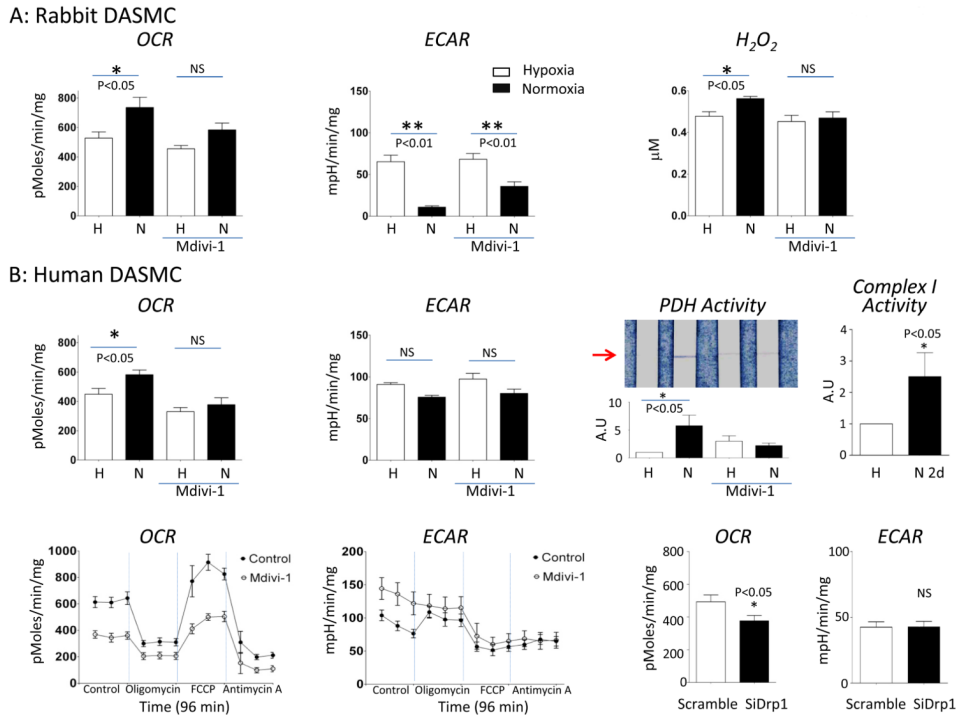 A: Rabbit DASMC
OCR
ECAR
H2O2
Hypoxia
Normoxia
*
P<0.05
NS
pMoles/min/mg
800
600
400
200
0
H N H N
Mdivi-1
** **
P<0.01 P<0.01
mpH/min/mg
150
100
50
0
H N H N
Mdivi-1
*
P<0.05
NS
µM
0.6
0.4
0.2
0.0
H N H N
Mdivi-1
B: Human DASMC
OCR
ECAR
PDH Activity
Complex I
Activity
*
P<0.05
NS
pMoles/min/mg
800
600
400
200
0
H N H N
Mdivi-1
NS NS
mpH/min/mg
150
100
50
0
H N H N
Mdivi-1
*
P<0.05
A.U
10
5
0
H N H N
Mdivi-1
P<0.05
*
A.U
4
3
2
1
0
H N 2d
OCR
ECAR
OCR
ECAR
Control
Mdivi-1
pMoles/min/mg
1000
800
600
400
200
0
Control Oligomycin FCCP Antimycin A
Time (96 min)
Control
Mdivi-1
mpH/min/mg
200
150
100
50
0
Control Oligomycin FCCP Antimycin A
Time (96 min)
P<0.05
*
pMoles/min/mg
800
600
400
200
0
Scramble SiDrp1
NS
mpH/min/mg
100
50
0
Scramble SiDrp1